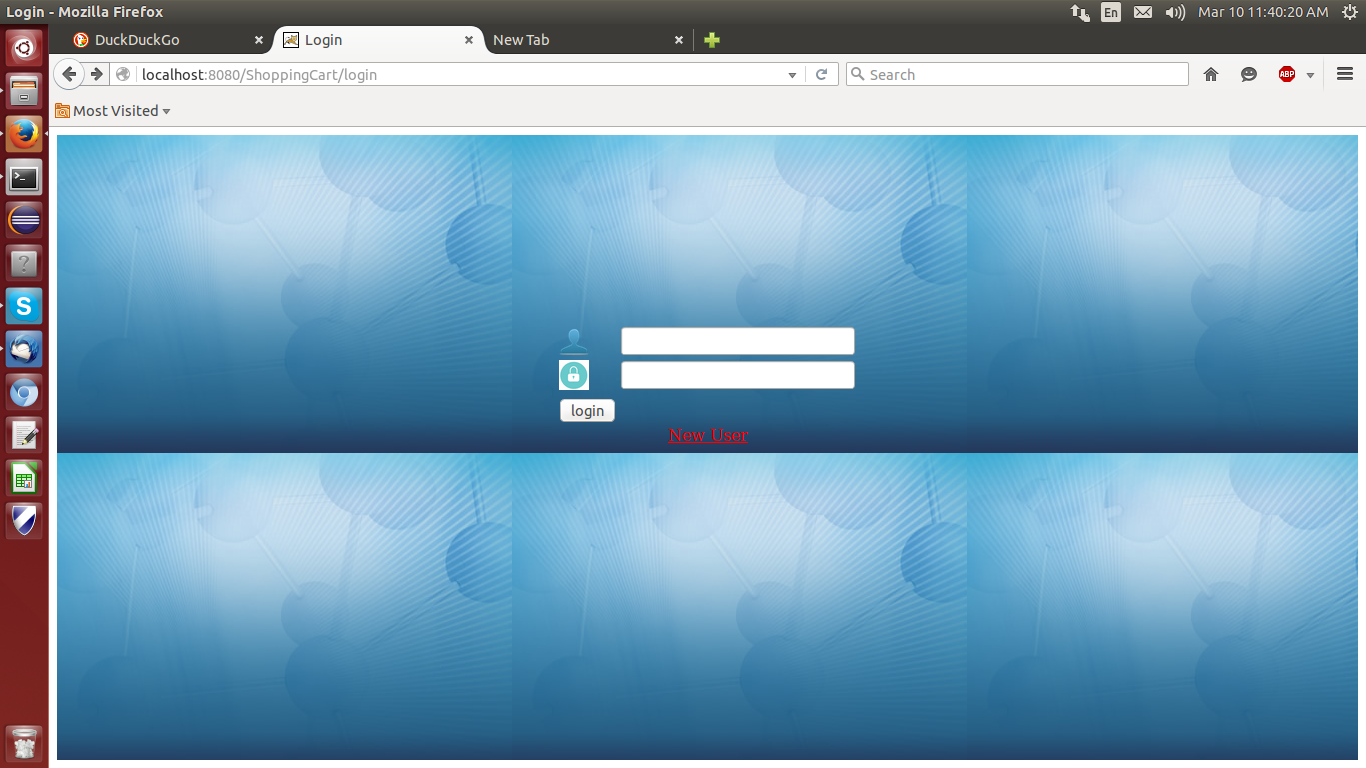 Login - Mozilla Firefox
En
Mar 10 11:40:20 AM
DuckDuckGo
Login
New Tab
localhost:8080/ShoppingCart/login
Search
ABP
Most Visited
>_
?
S
login
New User